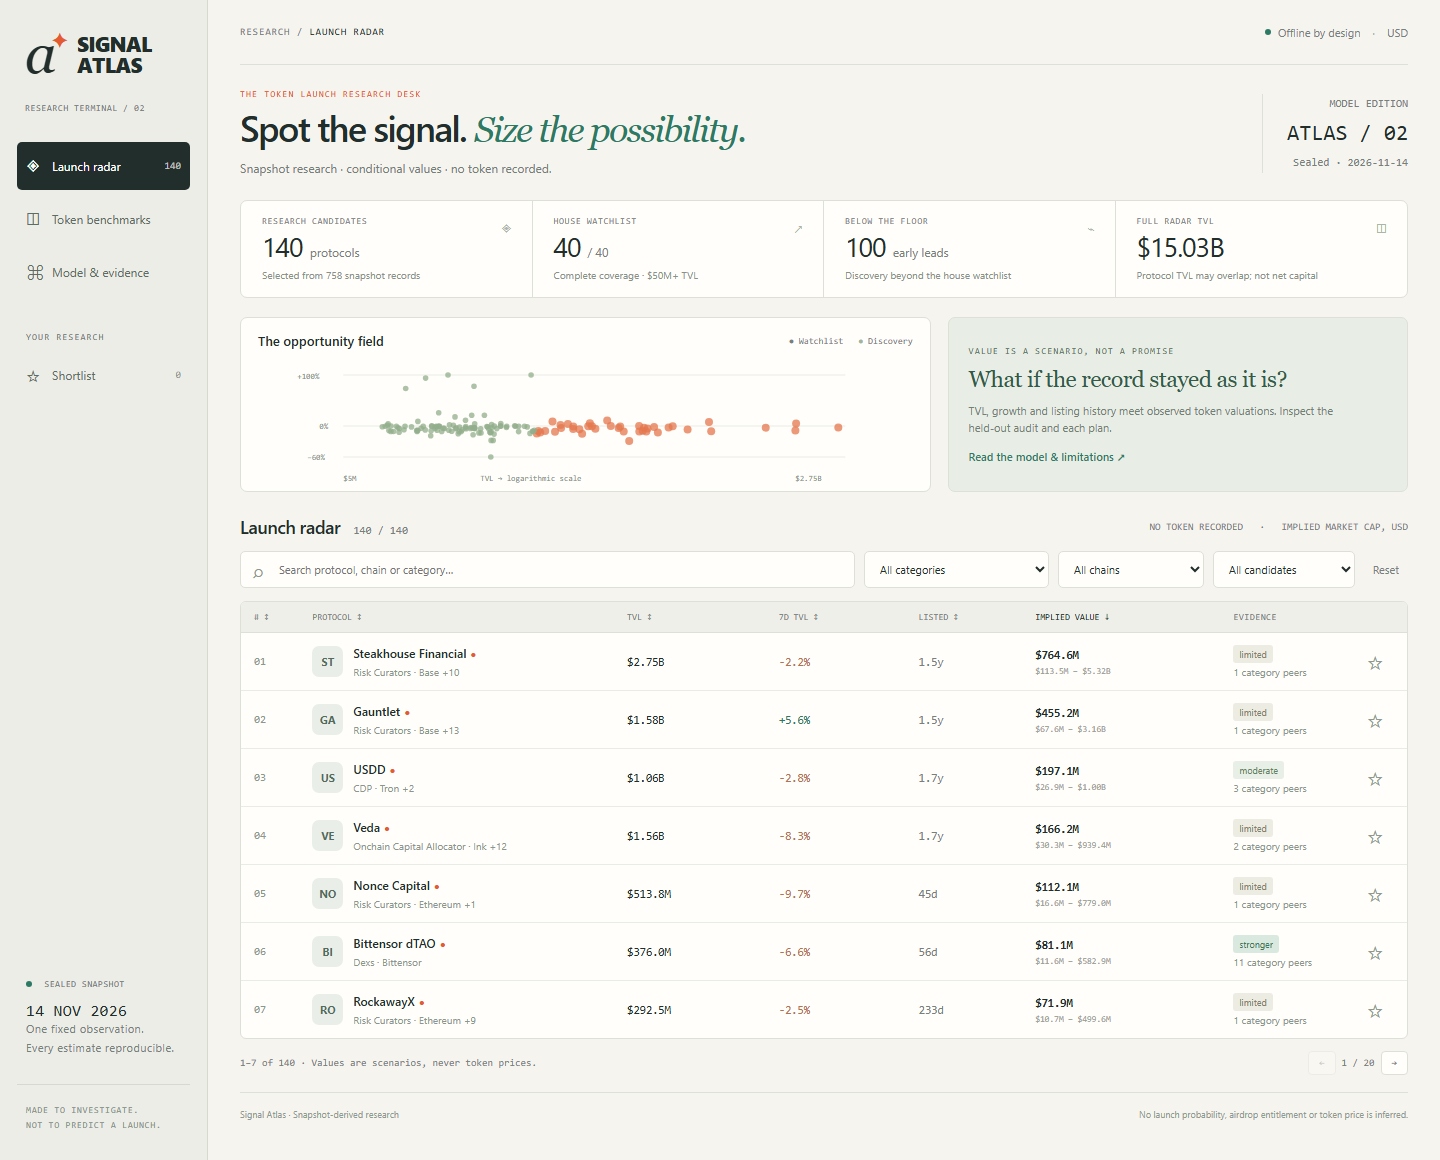 a
SIGNAL
ATLAS
RESEARCH TERMINAL / 02
Launch radar 140
Token benchmarks
Model & evidence
YOUR RESEARCH
Shortlist 0
SEALED SNAPSHOT
14 NOV 2026
One fixed observation.
Every estimate reproducible.
MADE TO INVESTIGATE.
NOT TO PREDICT A LAUNCH.
RESEARCH / LAUNCH RADAR
Offline by design · USD
THE TOKEN LAUNCH RESEARCH DESK
Spot the signal. Size the possibility.
Snapshot research · conditional values · no token recorded.
MODEL EDITION
ATLAS / 02
Sealed · 2026-11-14
RESEARCH CANDIDATES
140 protocols
Selected from 758 snapshot records
HOUSE WATCHLIST
40 / 40
Complete coverage · $50M+ TVL
BELOW THE FLOOR
100 early leads
Discovery beyond the house watchlist
FULL RADAR TVL
$15.03B
Protocol TVL may overlap; not net capital
The opportunity field
Watchlist Discovery
+100%
0%
-60%
$5M TVL → logarithmic scale $2.75B
VALUE IS A SCENARIO, NOT A PROMISE
What if the record stayed as it is?
TVL, growth and listing history meet observed token valuations. Inspect the
held-out audit and each plan.
Read the model & limitations ↗
Launch radar 140 / 140
NO TOKEN RECORDED · IMPLIED MARKET CAP, USD
Search protocol, chain or category... All categories All chains All candidates Reset
# ↕ PROTOCOL ↕ TVL ↕ 7D TVL ↕ LISTED ↕ IMPLIED VALUE ↓ EVIDENCE
01 ST Steakhouse Financial $2.75B -2.2% 1.5y $764.6M limited
Risk Curators · Base +10 $113.5M – $5.32B 1 category peers
02 GA Gauntlet $1.58B +5.6% 1.5y $455.2M limited
Risk Curators · Base +13 $67.6M – $3.16B 1 category peers
03 US USDD $1.06B -2.8% 1.7y $197.1M moderate
CDP · Tron +2 $26.9M – $1.00B 3 category peers
04 VE Veda $1.56B -8.3% 1.7y $166.2M limited
Onchain Capital Allocator · Ink +12 $30.3M – $939.4M 2 category peers
05 NO Nonce Capital $513.8M -9.7% 45d $112.1M limited
Risk Curators · Ethereum +1 $16.6M – $779.0M 1 category peers
06 BI Bittensor dTAO $376.0M -6.6% 56d $81.1M stronger
Dexs · Bittensor $11.6M – $582.9M 11 category peers
07 RO RockawayX $292.5M -2.5% 233d $71.9M limited
Risk Curators · Ethereum +9 $10.7M – $499.6M 1 category peers
1–7 of 140 · Values are scenarios, never token prices.
← 1 / 20 →
Signal Atlas · Snapshot-derived research
No launch probability, airdrop entitlement or token price is inferred.